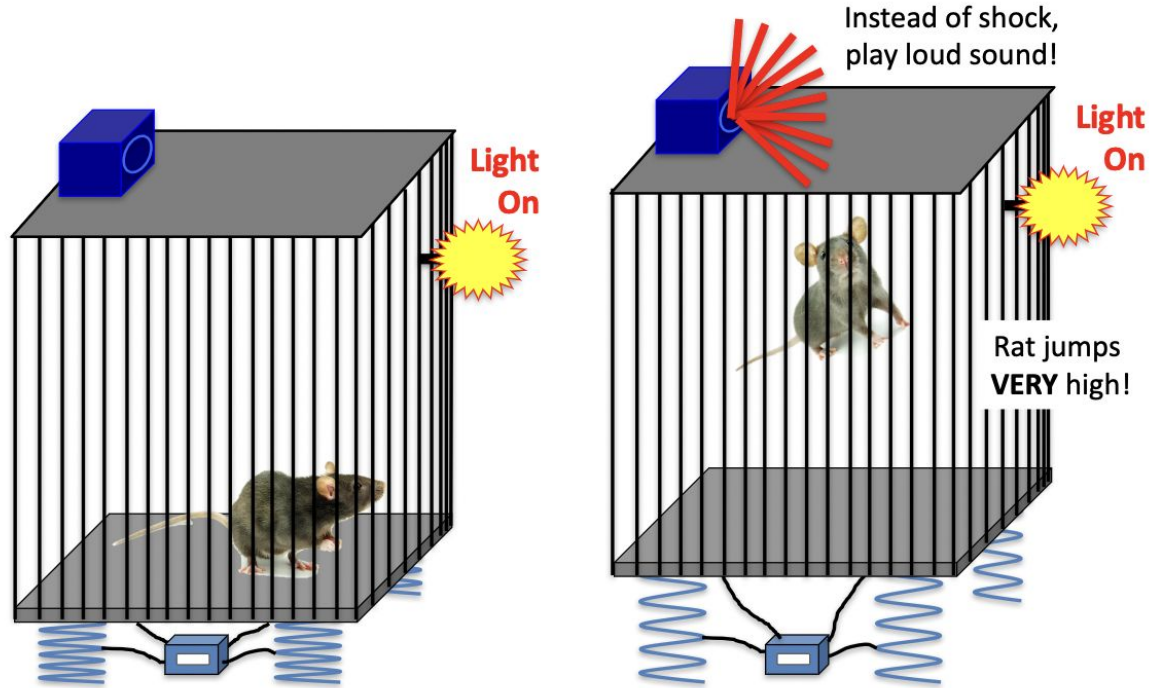 Light
On
Instead of shock,
play loud sound!
Light
On
Rat jumps
VERY high!